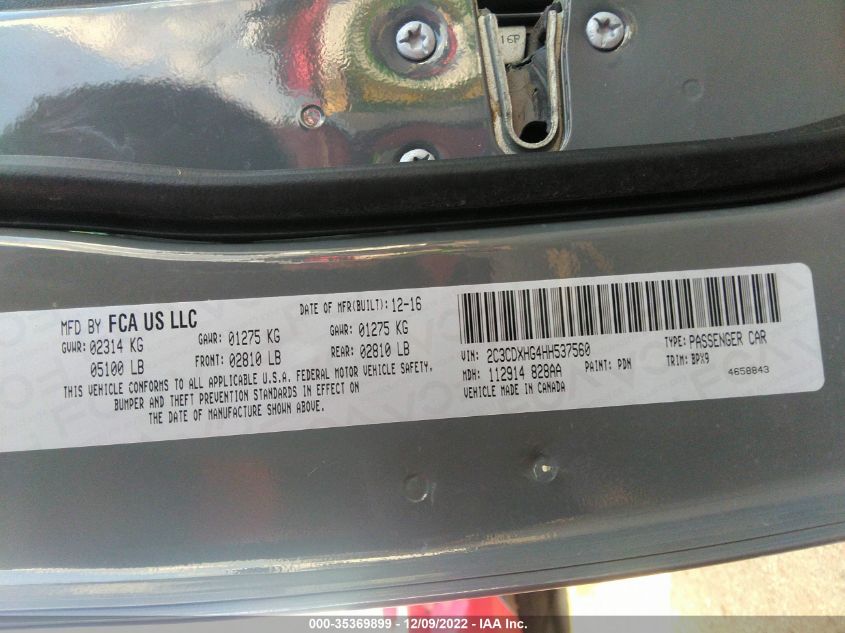 16P
MFD BY FCA US LLC
DATE OF MFR(BUILT): 12-16
GVWR: 02314 KG
GAWR: 01275 KG
GAWR: 01275 KG
05100 LB
FRONT: 02810 LB
REAR: 02810 LB
THIS VEHICLE CONFORMS TO ALL APPLICABLE U.S.A. FEDERAL MOTOR VEHICLE SAFETY,
BUMPER AND THEFT PREVENTION STANDARDS IN EFFECT ON
THE DATE OF MANUFACTURE SHOWN ABOVE.
VIN: 2C3CDXHG4HH537560
TYPE: PASSENGER CAR
MDH: 112914 828AA
PAINT: PDN
TRIM: BPX9
VEHICLE MADE IN CANADA
4658843
000-35369899 - 12/09/2022 - IAA Inc.